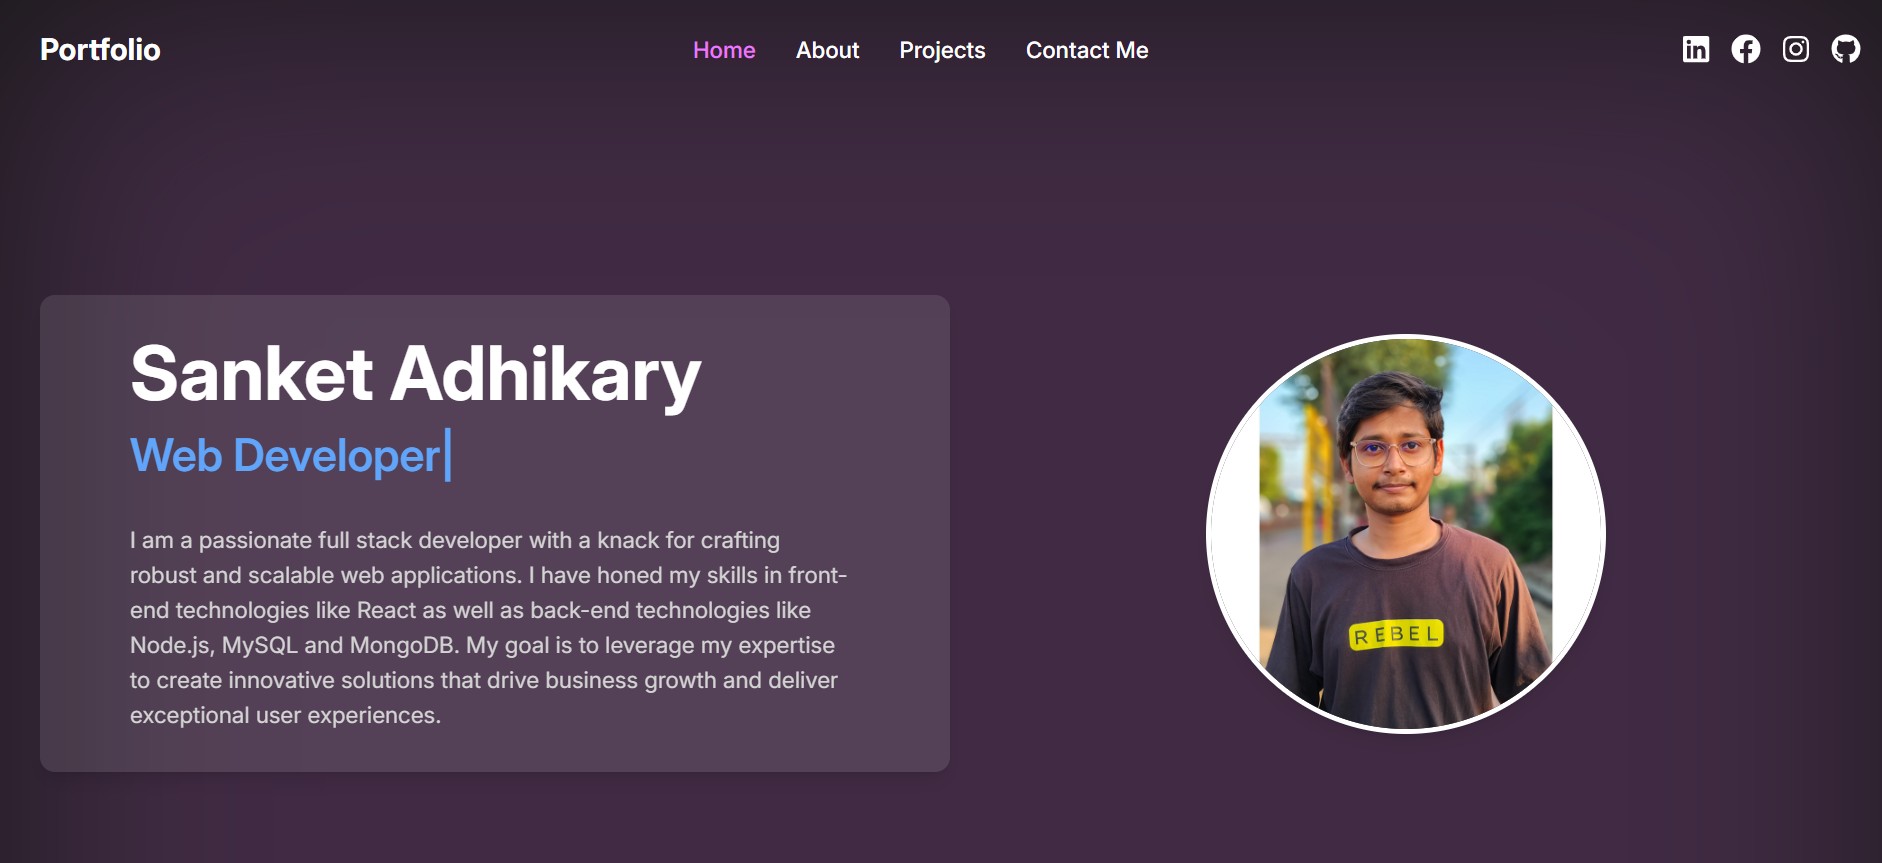 Portfolio
Home About Projects Contact Me
Sanket Adhikary
Web Developer|
I am a passionate full stack developer with a knack for crafting
robust and scalable web applications. I have honed my skills in front-
end technologies like React as well as back-end technologies like
Node.js, MySQL and MongoDB. My goal is to leverage my expertise
to create innovative solutions that drive business growth and deliver
exceptional user experiences.
REBEL